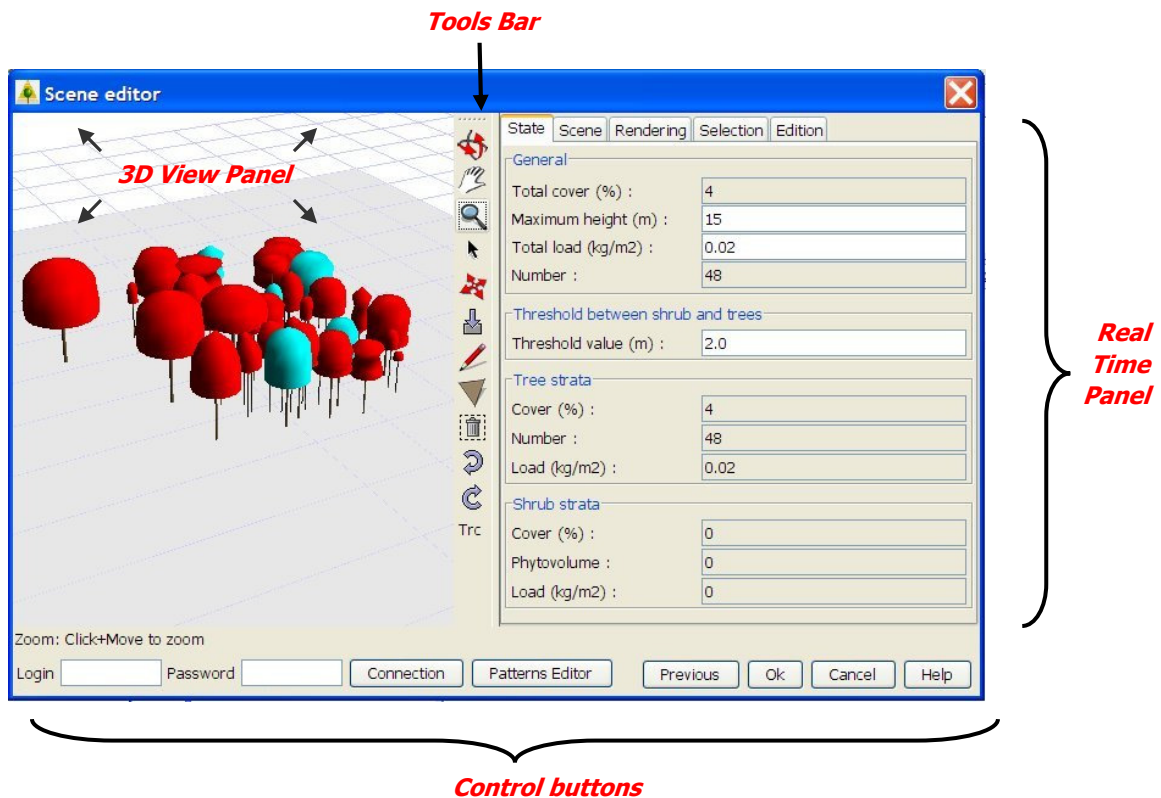 Tools Bar
Scene editor
3D View Panel
State Scene Rendering Selection Edition
General
Total cover (%) : 4
Maximum height (m) : 15
Total load (kg/m2) : 0.02
Number : 48
Threshold between shrub and trees
Threshold value (m) : 2.0
Tree strata
Cover (%) : 4
Number : 48
Load (kg/m2) : 0.02
Shrub strata
Cover (%) : 0
Phytovolume : 0
Load (kg/m2) : 0
Trc
Real
Time
Panel
Zoom: Click+Move to zoom
Login Password Connection Patterns Editor Previous Ok Cancel Help
Control buttons